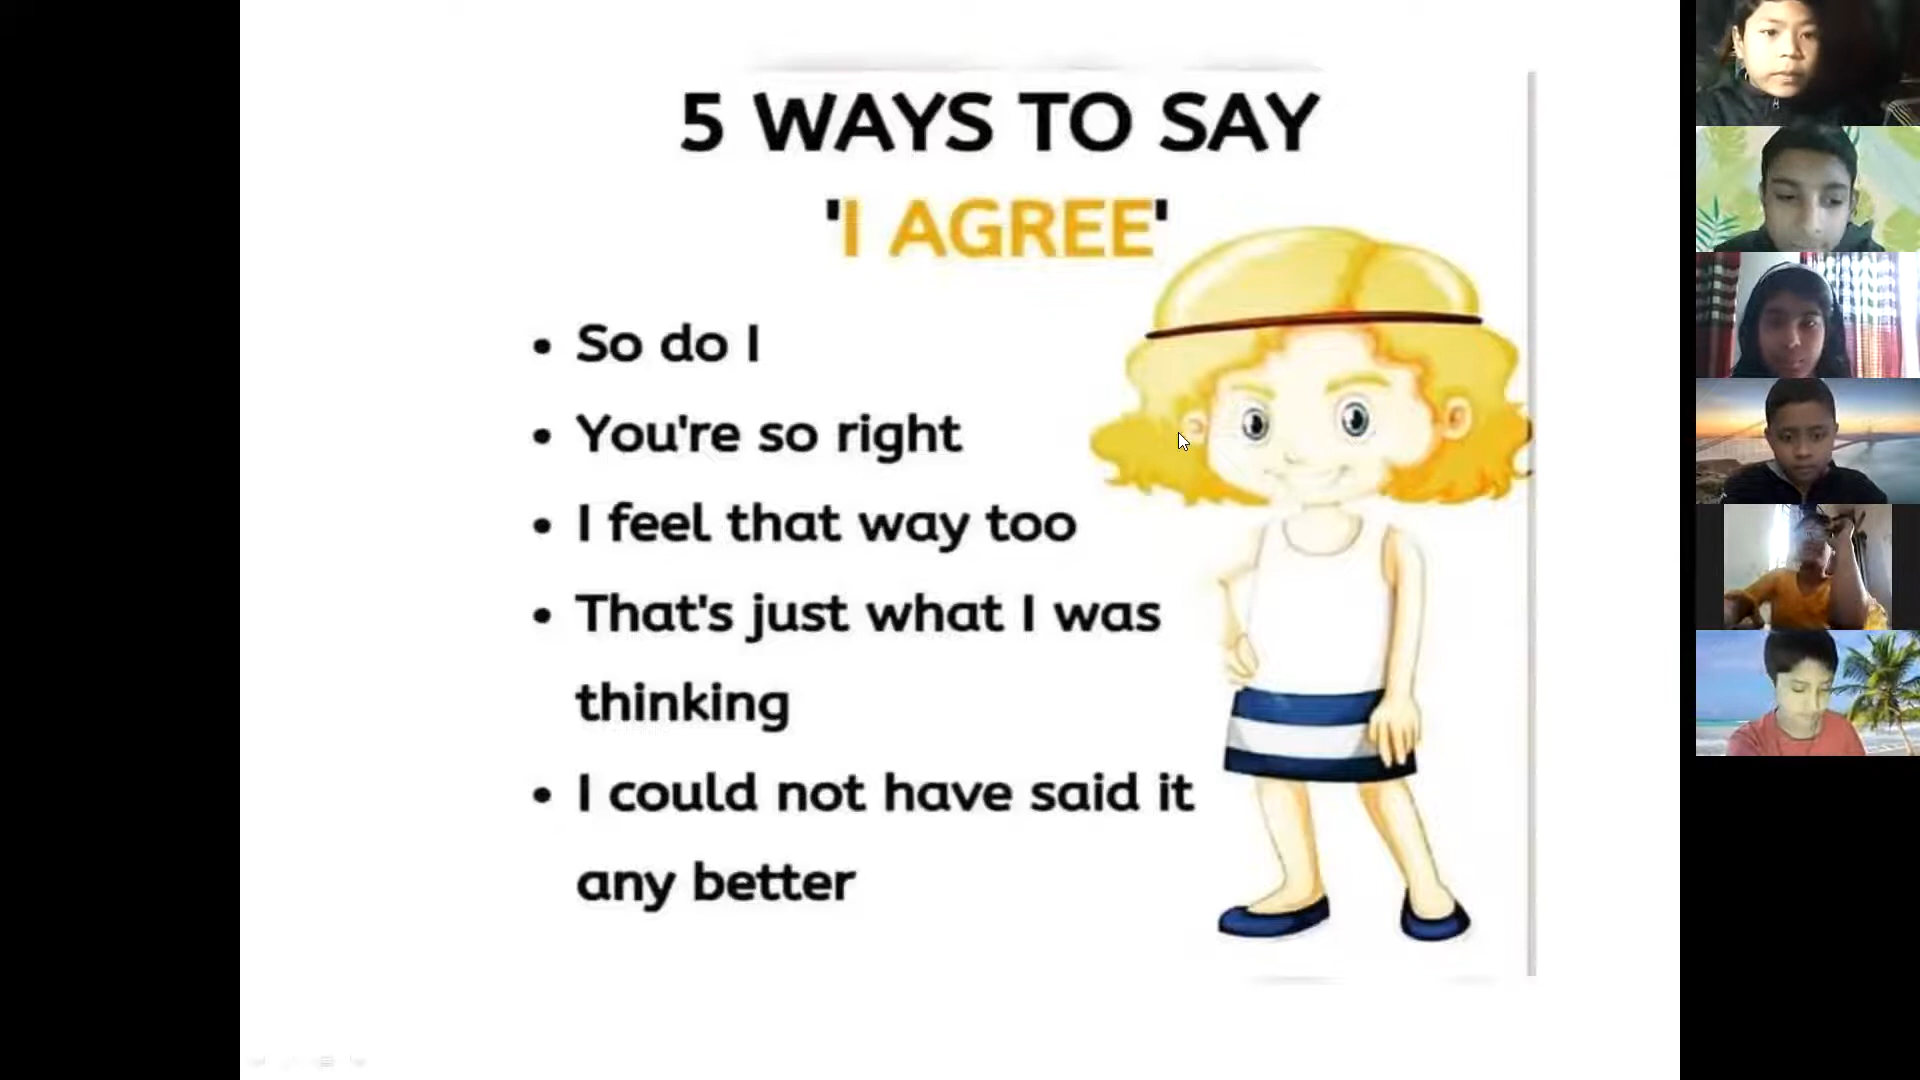 5 WAYS TO SAY
'I AGREE'
• So do I
• You're so right
• I feel that way too
• That's just what I was
thinking
• I could not have said it
any better